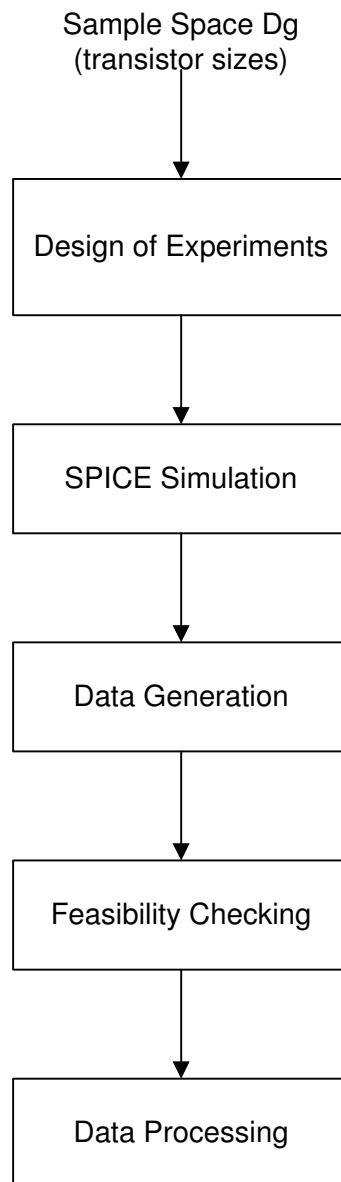 Sample Space Dg
(transistor sizes)
Design of Experiments
SPICE Simulation
Data Generation
Feasibility Checking
Data Processing